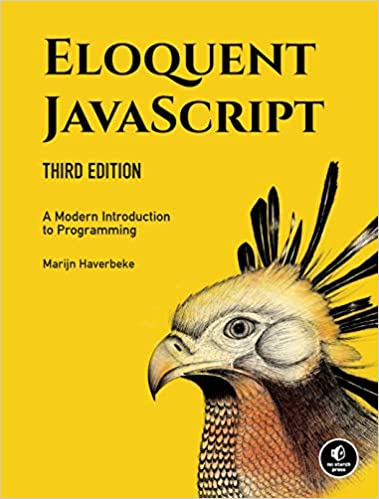 ELOQUENT
JAVASCRIPT
THIRD EDITION
A Modern Introduction
to Programming
Marijn Haverbeke
no starch
press